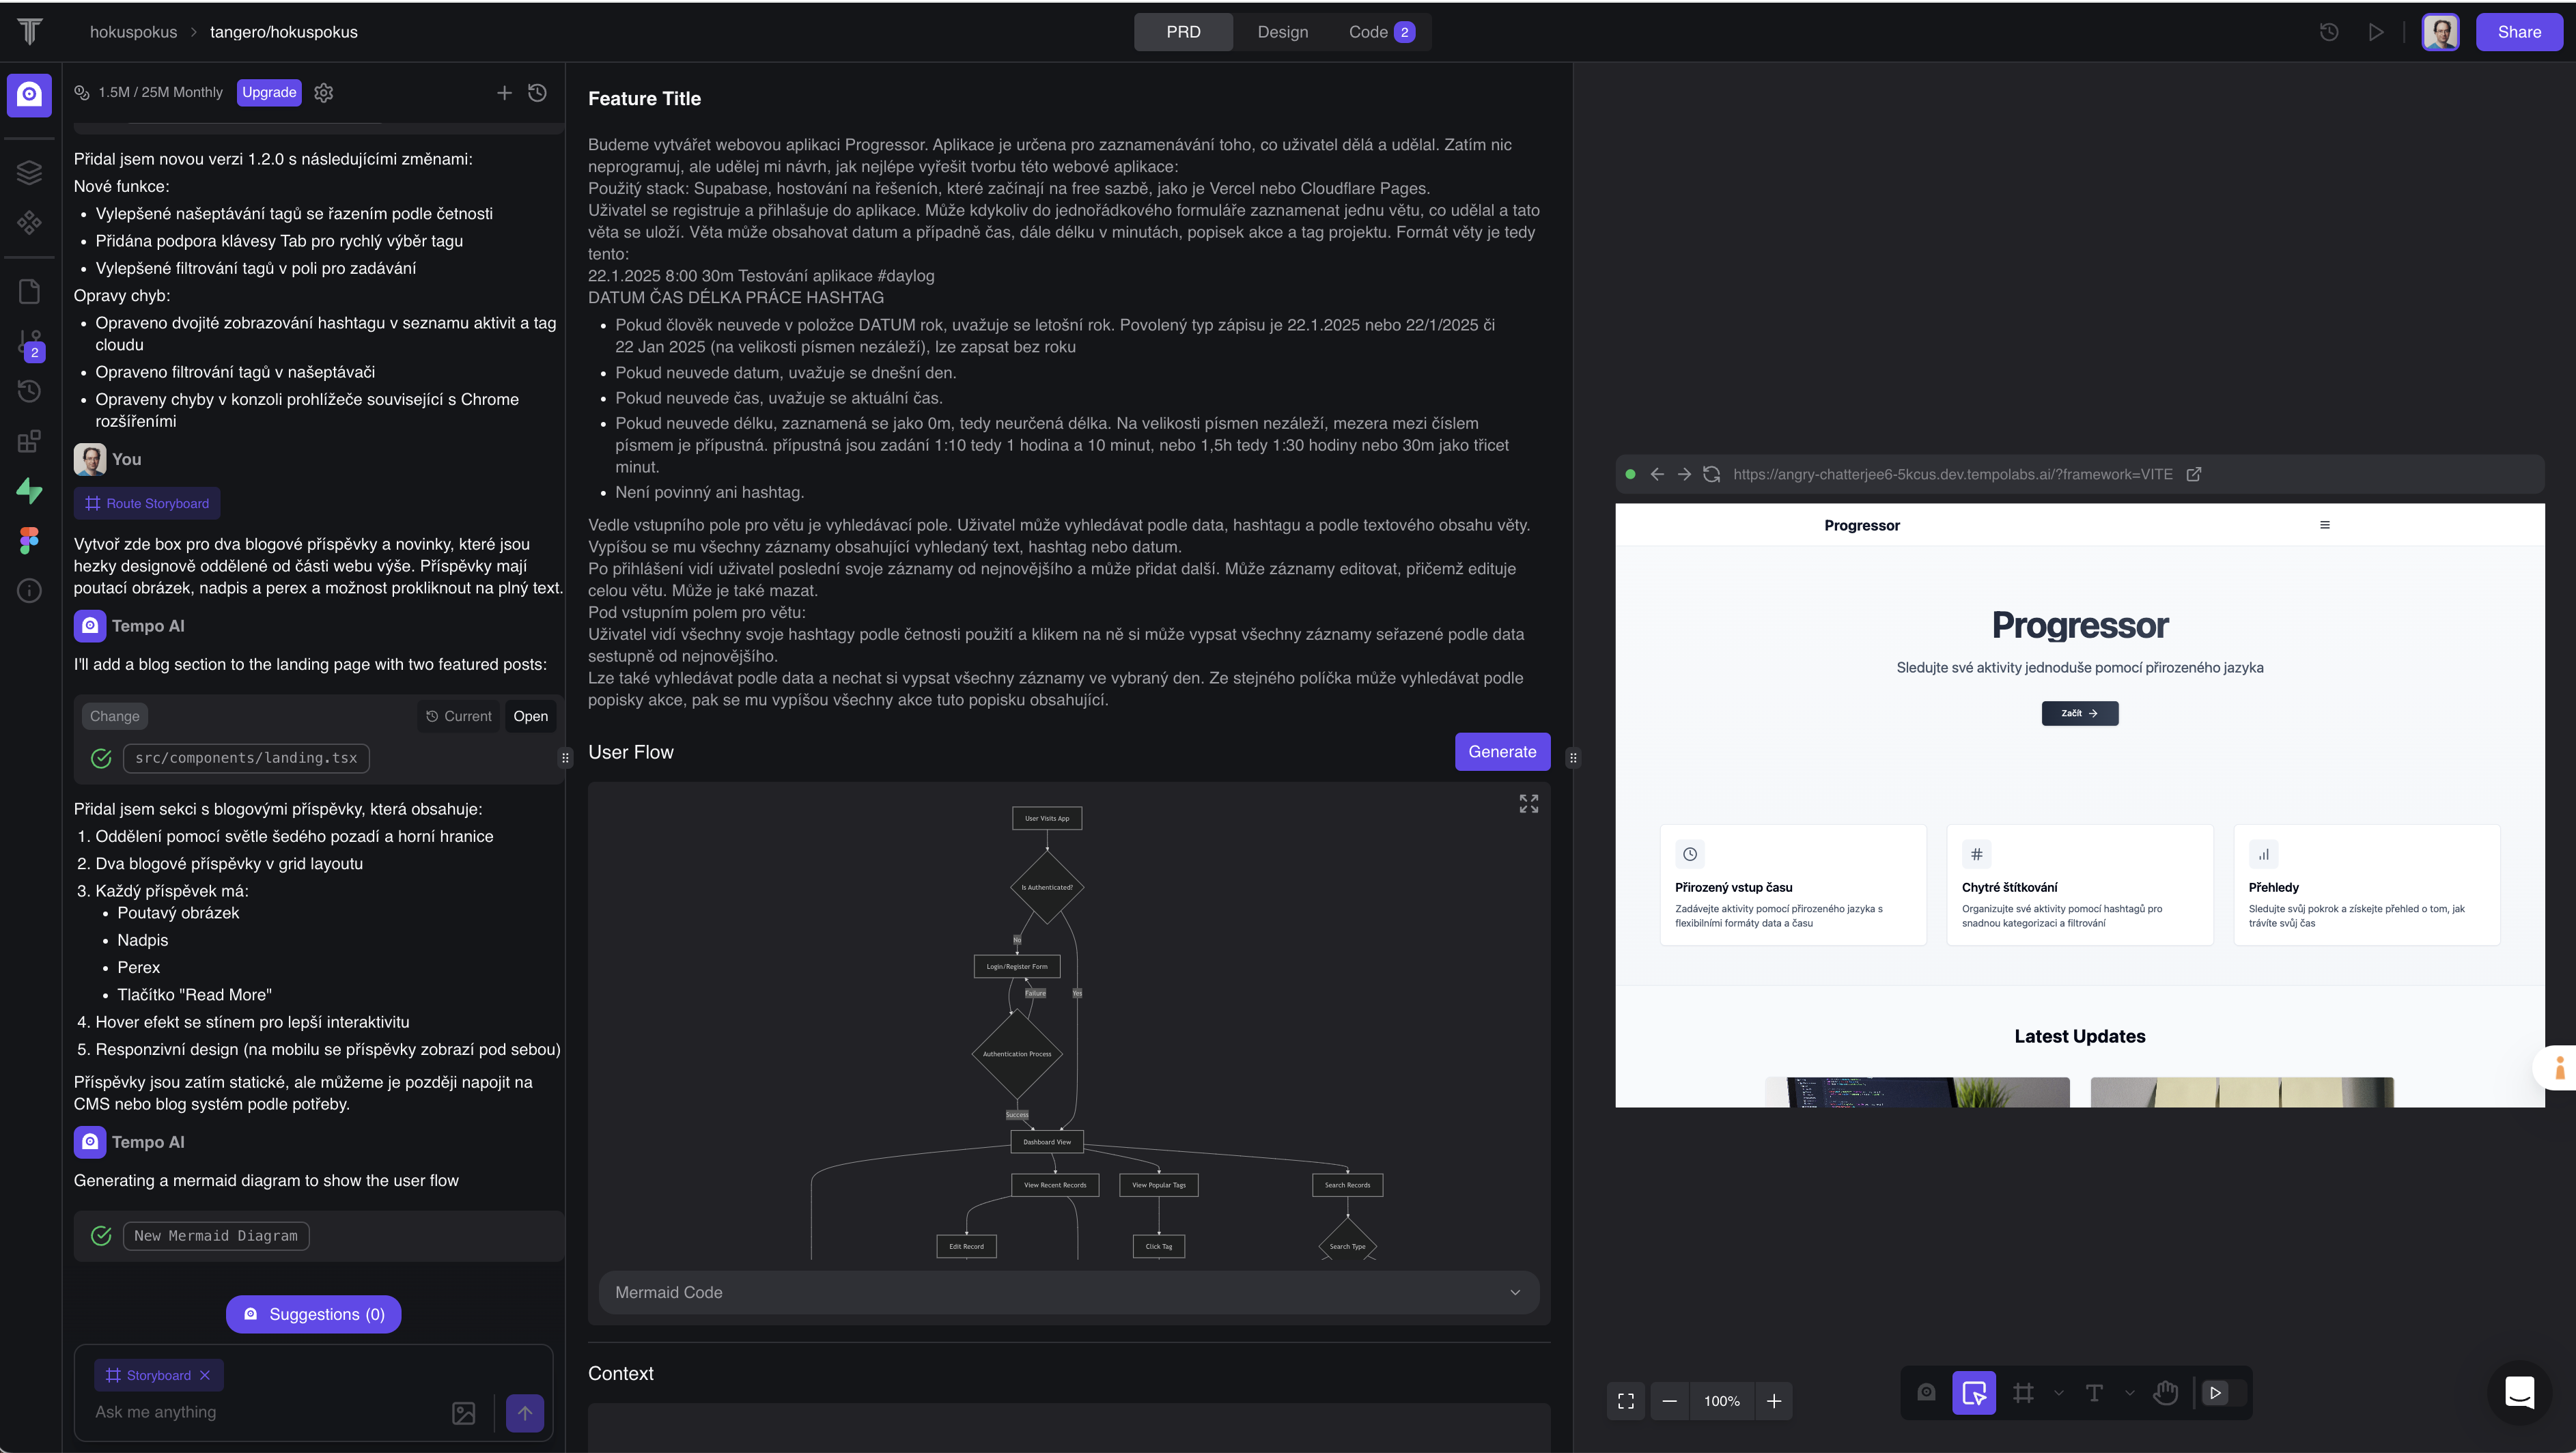 hokuspokus > tangero/hokuspokus
PRD
Design
Code 2
Share
1.5M / 25M Monthly
Upgrade
Přidal jsem novou verzi 1.2.0 s následujícími změnami:
Nové funkce:
• Vylepšené našeptávání tagů se řazením podle četnosti
• Přidána podpora klávesy Tab pro rychlý výběr tagu
• Vylepšené filtrování tagů v poli pro zadávání
Opravy chyb:
• Opraveno dvojité zobrazování hashtagu v seznamu aktivit a tag
cloudu
• Opraveno filtrování tagů v našeptávači
• Opraveny chyby v konzoli prohlížeče související s Chrome
rozšířeními
2
You
Route Storyboard
Vytvoř zde box pro dva blogové příspěvky a novinky, které jsou
hezky designově oddělené od části webu výše. Příspěvky mají
poutací obrázek, nadpis a perex a možnost prokliknout na plný text.
Tempo AI
I'll add a blog section to the landing page with two featured posts:
Change
Current
Open
src/components/landing.tsx
Přidal jsem sekci s blogovými příspěvky, která obsahuje:
1. Oddělení pomocí světle šedého pozadí a horní hranice
2. Dva blogové příspěvky v grid layoutu
3. Každý příspěvek má:
• Poutavý obrázek
• Nadpis
• Perex
• Tlačítko "Read More"
4. Hover efekt se stínem pro lepší interaktivitu
5. Responzivní design (na mobilu se příspěvky zobrazí pod sebou)
Příspěvky jsou zatím statické, ale můžeme je později napojit na
CMS nebo blog systém podle potřeby.
Tempo AI
Generating a mermaid diagram to show the user flow
New Mermaid Diagram
Suggestions (0)
Storyboard
Ask me anything
Feature Title
Budeme vytvářet webovou aplikaci Progressor. Aplikace je určena pro zaznamenávání toho, co uživatel dělá a udělal. Zatím nic
neprogramuj, ale udělej mi návrh, jak nejlépe vyřešit tvorbu této webové aplikace:
Použitý stack: Supabase, hostování na řešeních, které začínají na free sazbě, jako je Vercel nebo Cloudflare Pages.
Uživatel se registruje a přihlašuje do aplikace. Může kdykoliv do jednořádkového formuláře zaznamenat jednu větu, co udělal a tato
věta se uloží. Věta může obsahovat datum a případně čas, dále délku v minutách, popisek akce a tag projektu. Formát věty je tedy
tento:
22.1.2025 8:00 30m Testování aplikace #daylog
DATUM ČAS DÉLKA PRÁCE HASHTAG
• Pokud člověk neuvede v položce DATUM rok, uvažuje se letošní rok. Povolený typ zápisu je 22.1.2025 nebo 22/1/2025 či
22 Jan 2025 (na velikosti písmen nezáleží), lze zapsat bez roku
• Pokud neuvede datum, uvažuje se dnešní den.
• Pokud neuvede čas, uvažuje se aktuální čas.
• Pokud neuvede délku, zaznamená se jako 0m, tedy neurčená délka. Na velikosti písmen nezáleží, mezera mezi číslem
písmem je přípustná. přípustná jsou zadání 1:10 tedy 1 hodina a 10 minut, nebo 1,5h tedy 1:30 hodiny nebo 30m jako třicet
minut.
• Není povinný ani hashtag.
Vedle vstupního pole pro větu je vyhledávací pole. Uživatel může vyhledávat podle data, hashtagu a podle textového obsahu věty.
Vypíšou se mu všechny záznamy obsahující vyhledaný text, hashtag nebo datum.
Po přihlášení vidí uživatel poslední svoje záznamy od nejnovějšího a může přidat další. Může záznamy editovat, přičemž edituje
celou větu. Může je také mazat.
Pod vstupním polem pro větu:
Uživatel vidí všechny svoje hashtagy podle četnosti použití a klikem na ně si může vypsat všechny záznamy seřazené podle data
sestupně od nejnovějšího.
Lze také vyhledávat podle data a nechat si vypsat všechny záznamy ve vybraný den. Ze stejného políčka může vyhledávat podle
popisky akce, pak se mu vypíšou všechny akce tuto popisku obsahující.
User Flow
Generate
User Visits App
Is Authenticated?
No
Login/Register Form
Failure
Yes
Authentication Process
Success
Dashboard View
View Recent Records
View Popular Tags
Search Records
Edit Record
Click Tag
Search Type
Mermaid Code
Context
https://angry-chatterjee6-5kcus.dev.tempolabs.ai/?framework=VITE
Progressor
Progressor
Sledujte své aktivity jednoduše pomocí přirozeného jazyka
Začít →
Přirozený vstup času
Zadávejte aktivity pomocí přirozeného jazyka s
flexibilními formáty data a času
Chytré štítkování
Organizujte své aktivity pomocí hashtagů pro
snadnou kategorizaci a filtrování
Přehledy
Sledujte svůj pokrok a získejte přehled o tom, jak
trávíte svůj čas
Latest Updates
100%